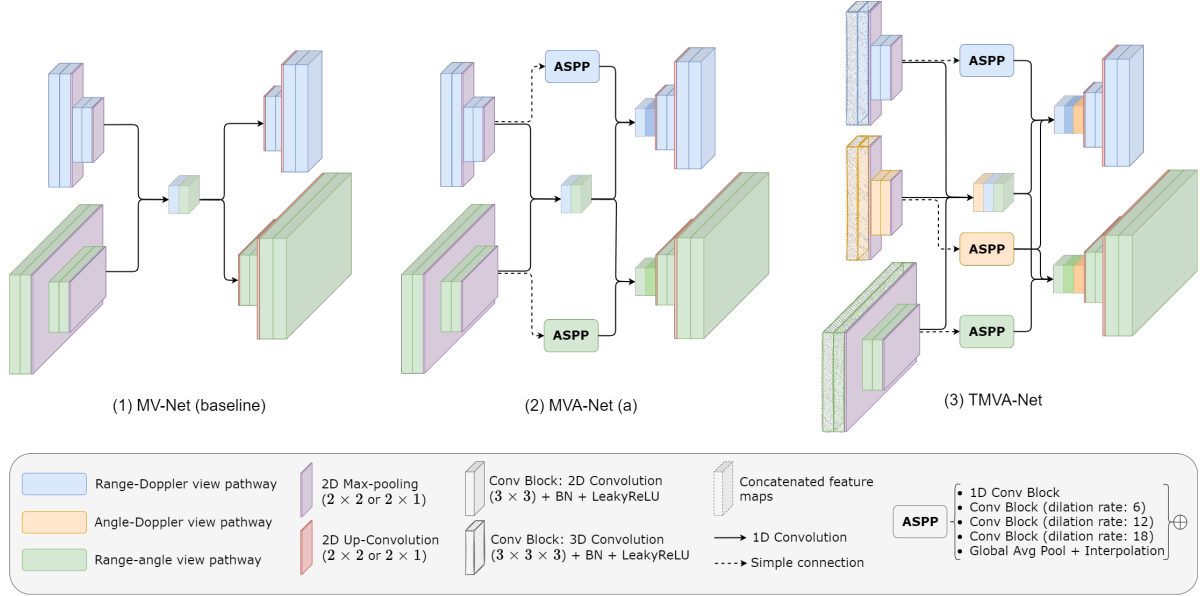 ASPP
ASPP
ASPP
ASPP
ASPP
(1) MV-Net (baseline)
(2) MVA-Net (a)
(3) TMVA-Net
Range-Doppler view pathway
Angle-Doppler view pathway
Range-angle view pathway
2D Max-pooling
(2 × 2 or 2 × 1)
2D Up-Convolution
(2 × 2 or 2 × 1)
Conv Block: 2D Convolution
(3 × 3) + BN + LeakyReLU
Conv Block: 3D Convolution
(3 × 3 × 3) + BN + LeakyReLU
Concatenated feature
maps
1D Convolution
Simple connection
ASPP
• 1D Conv Block
• Conv Block (dilation rate: 6)
• Conv Block (dilation rate: 12)
• Conv Block (dilation rate: 18)
• Global Avg Pool + Interpolation
⊕